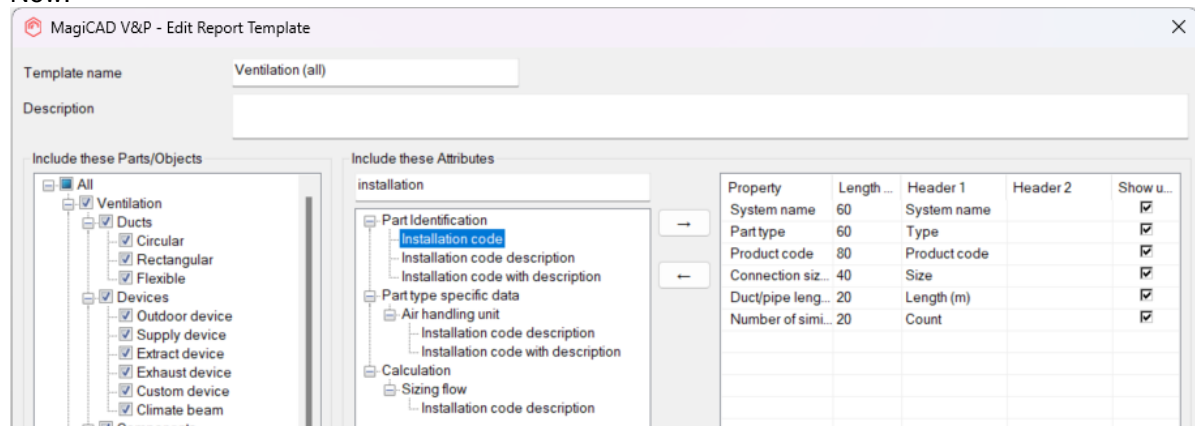 MagiCAD V&P - Edit Report Template
Template name
Ventilation (all)
Description
Include these Parts/Objects
All
Ventilation
Ducts
Circular
Rectangular
Flexible
Devices
Outdoor device
Supply device
Extract device
Exhaust device
Custom device
Climate beam
Include these Attributes
installation
Part Identification
Installation code
Installation code description
Installation code with description
Part type specific data
Air handling unit
Installation code description
Installation code with description
Calculation
Sizing flow
Installation code description
→
←
Property Length ... Header 1 Header 2 Show u...
System name 60 System name
Part type 60 Type
Product code 80 Product code
Connection siz... 40 Size
Duct/pipe leng... 20 Length (m)
Number of simi... 20 Count